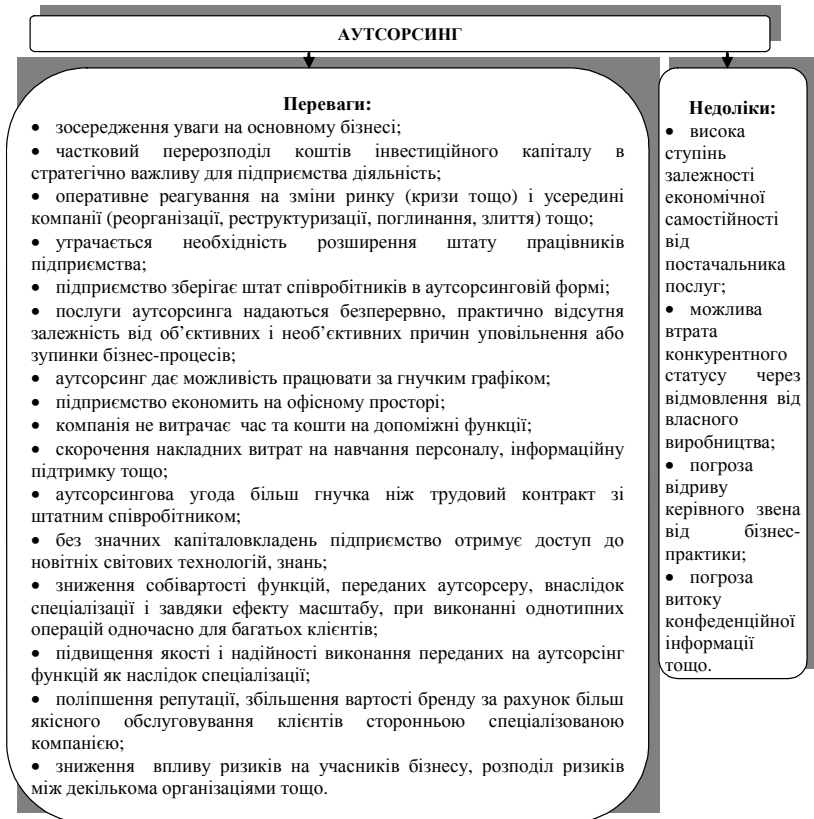 АУТСОРСИНГ
Переваги:
• зосередження уваги на основному бізнесі;
• частковий перерозподіл коштів інвестиційного капіталу в
стратегічно важливу для підприємства діяльність;
• оперативне реагування на зміни ринку (кризи тощо) і усередині
компанії (реорганізації, реструктуризації, поглинання, злиття) тощо;
• утрачається необхідність розширення штату працівників
підприємства;
• підприємство зберігає штат співробітників в аутсорсинговій формі;
• послуги аутсорсинга надаються безперервно, практично відсутня
залежність від об’єктивних і необ’єктивних причин уповільнення або
зупинки бізнес-процесів;
• аутсорсинг дає можливість працювати за гнучким графіком;
• підприємство економить на офісному просторі;
• компанія не витрачає час та кошти на допоміжні функції;
• скорочення накладних витрат на навчання персоналу, інформаційну
підтримку тощо;
• аутсорсингова угода більш гнучка ніж трудовий контракт зі
штатним співробітником;
• без значних капіталовкладень підприємство отримує доступ до
новітніх світових технологій, знань;
• зниження собівартості функцій, переданих аутсорсеру, внаслідок
спеціалізації і завдяки ефекту масштабу, при виконанні однотипних
операцій одночасно для багатьох клієнтів;
• підвищення якості і надійності виконання переданих на аутсорсінг
функцій як наслідок спеціалізації;
• поліпшення репутації, збільшення вартості бренду за рахунок більш
якісного обслуговування клієнтів сторонньою спеціалізованою
компанією;
• зниження впливу ризиків на учасників бізнесу, розподіл ризиків
між декількома організаціями тощо.
Недоліки:
• висока
ступінь
залежності
економічної
самостійності
від
постачальника
послуг;
• можлива
втрата
конкурентного
статусу через
відмовлення від
власного
виробництва;
• погроза
відриву
керівного звена
від бізнес-
практики;
• погроза
витоку
конфеденційної
інформації
тощо.